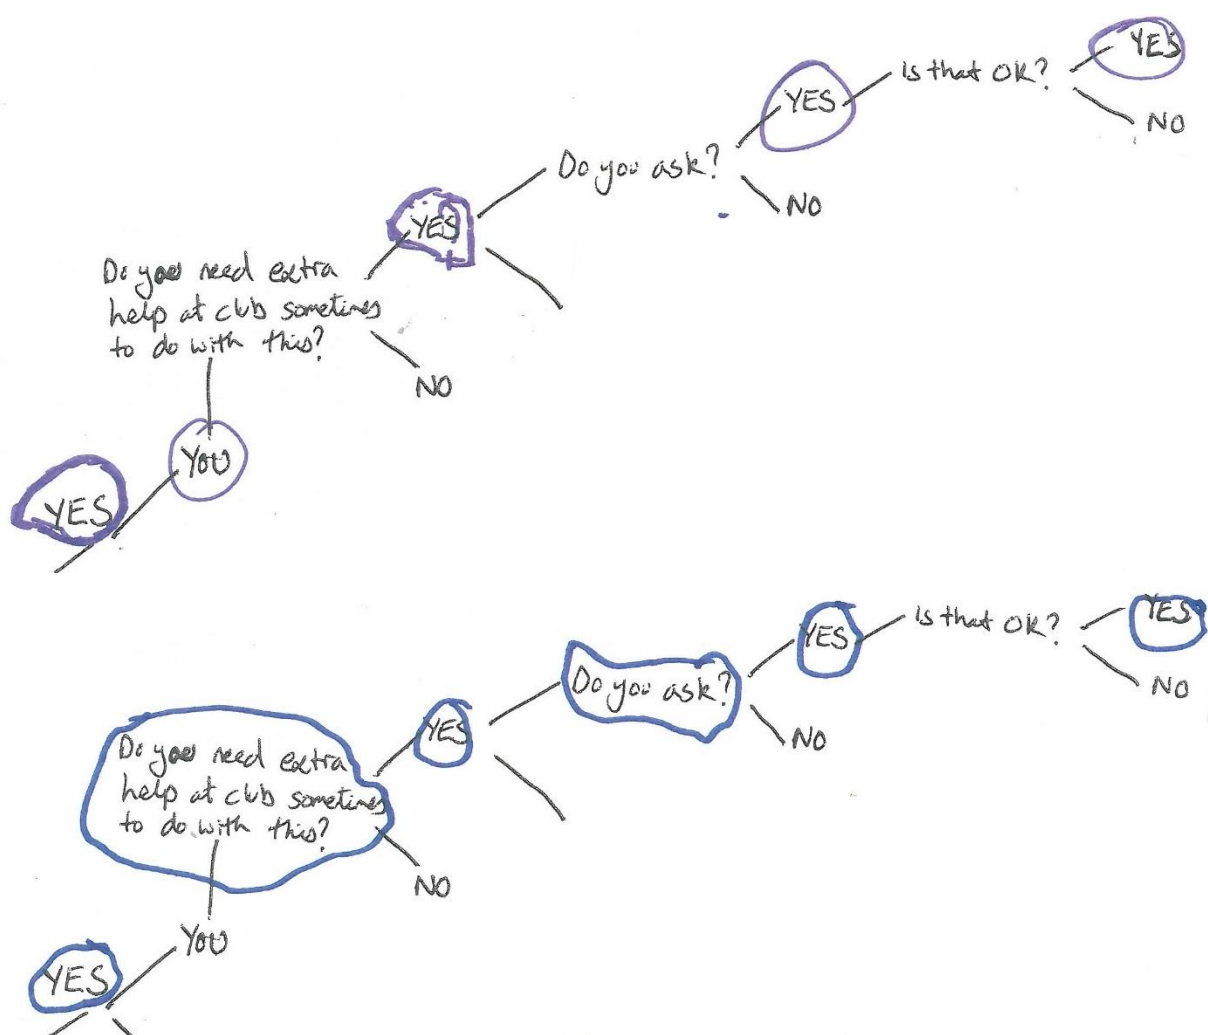 YES
Is that OK?
YES
NO
Do you ask?
NO
YES
Do you need extra
help at club sometimes
to do with this?
NO
YOU
YES
YES
Is that OK?
YES
NO
Do you ask?
NO
YES
Do you need extra
help at club sometimes
to do with this?
NO
YOU
YES